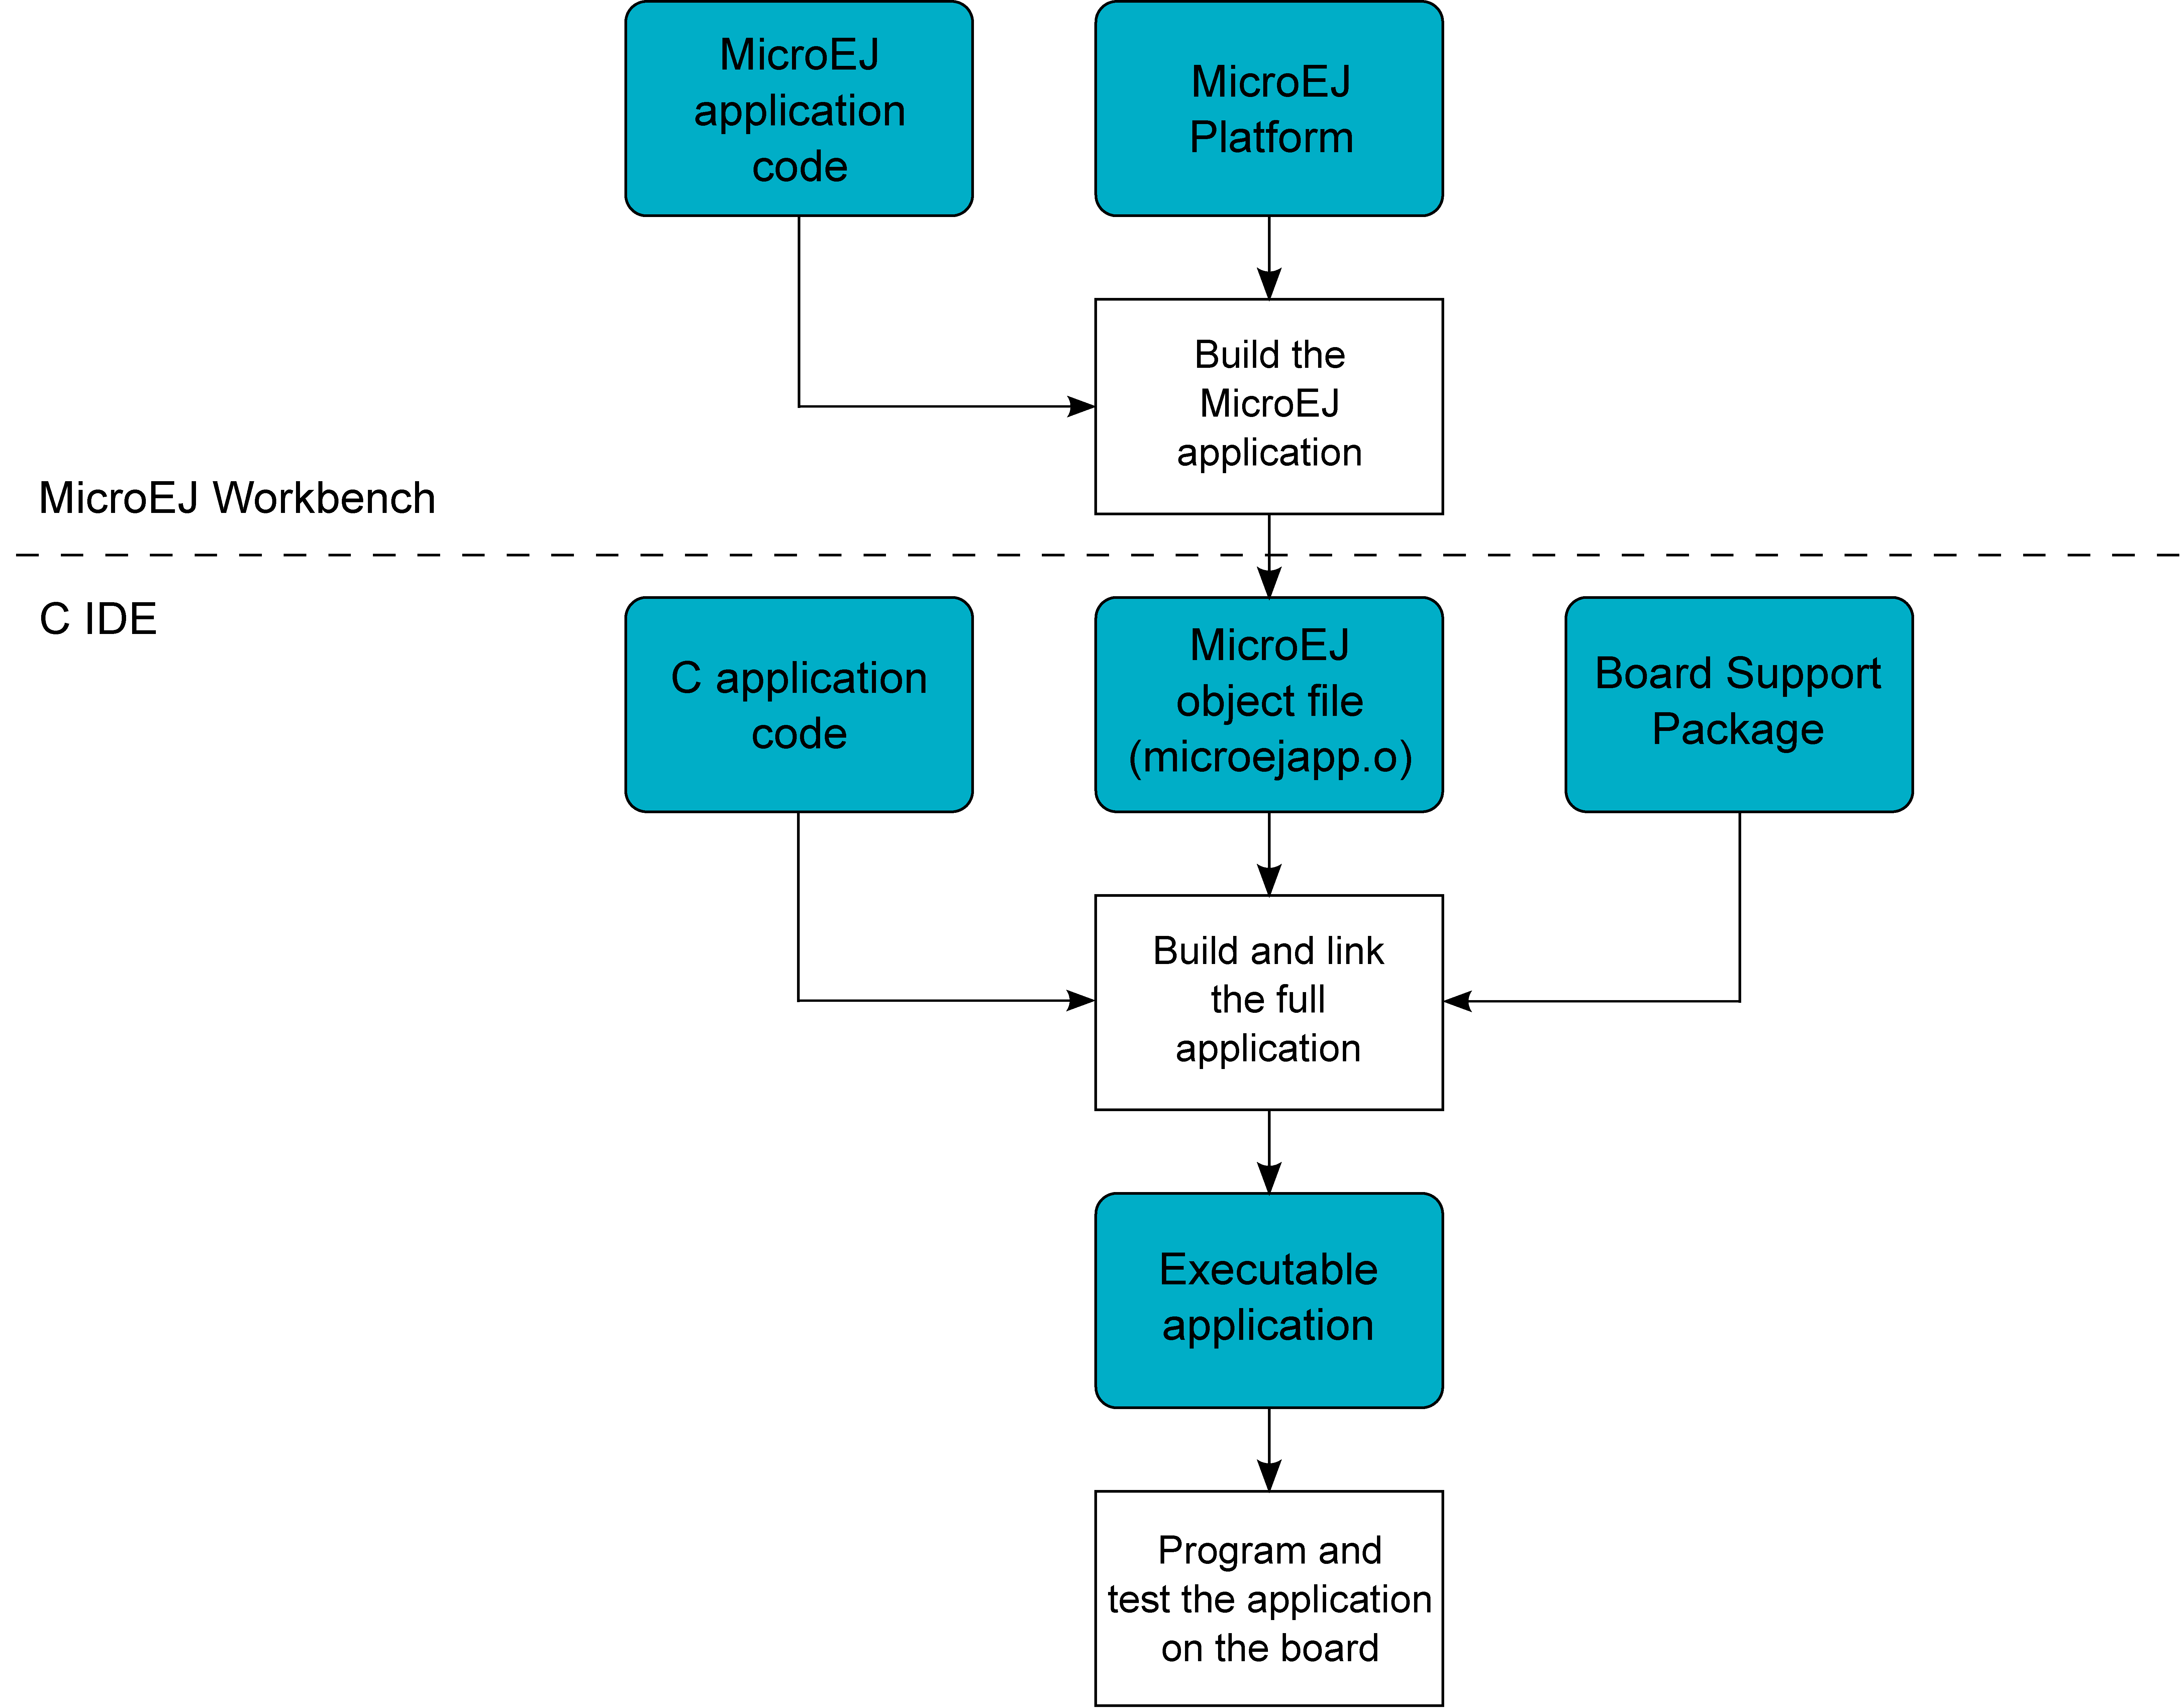 MicroEJ
application
code
MicroEJ
Platform
Build the
MicroEJ
application
MicroEJ Workbench
C IDE
C application
code
MicroEJ
object file
(microejapp.o)
Board Support
Package
Build and link
the full
application
Executable
application
Program and
test the application
on the board